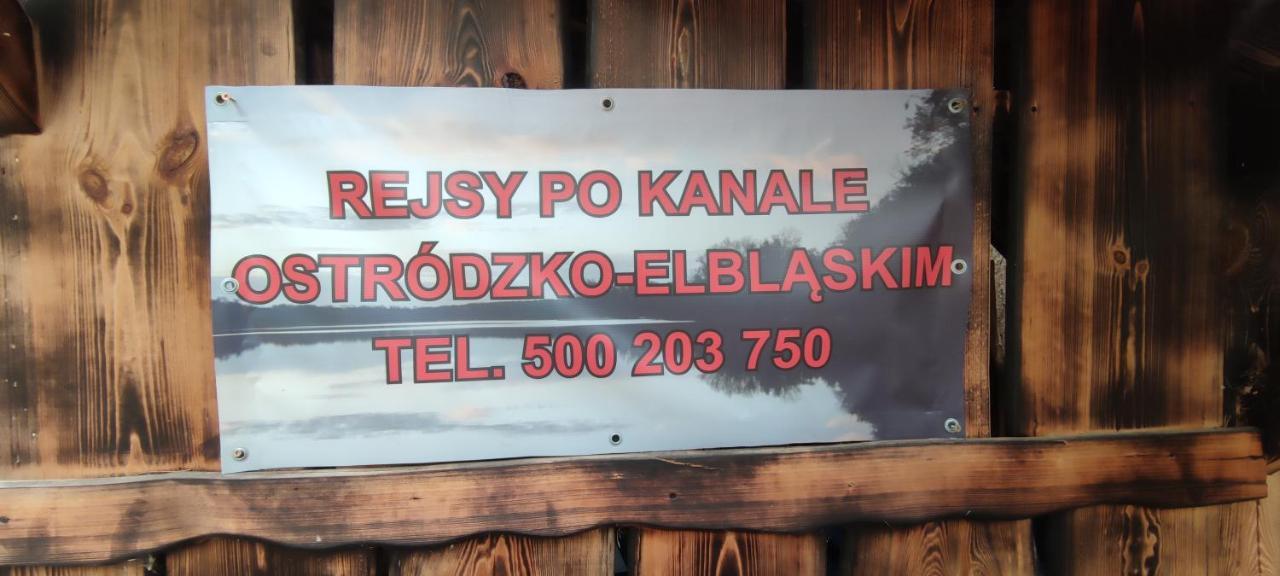 REJSY PO KANALE
OSTRÓDZKO-ELBLĄSKIM
TEL. 500 203 750